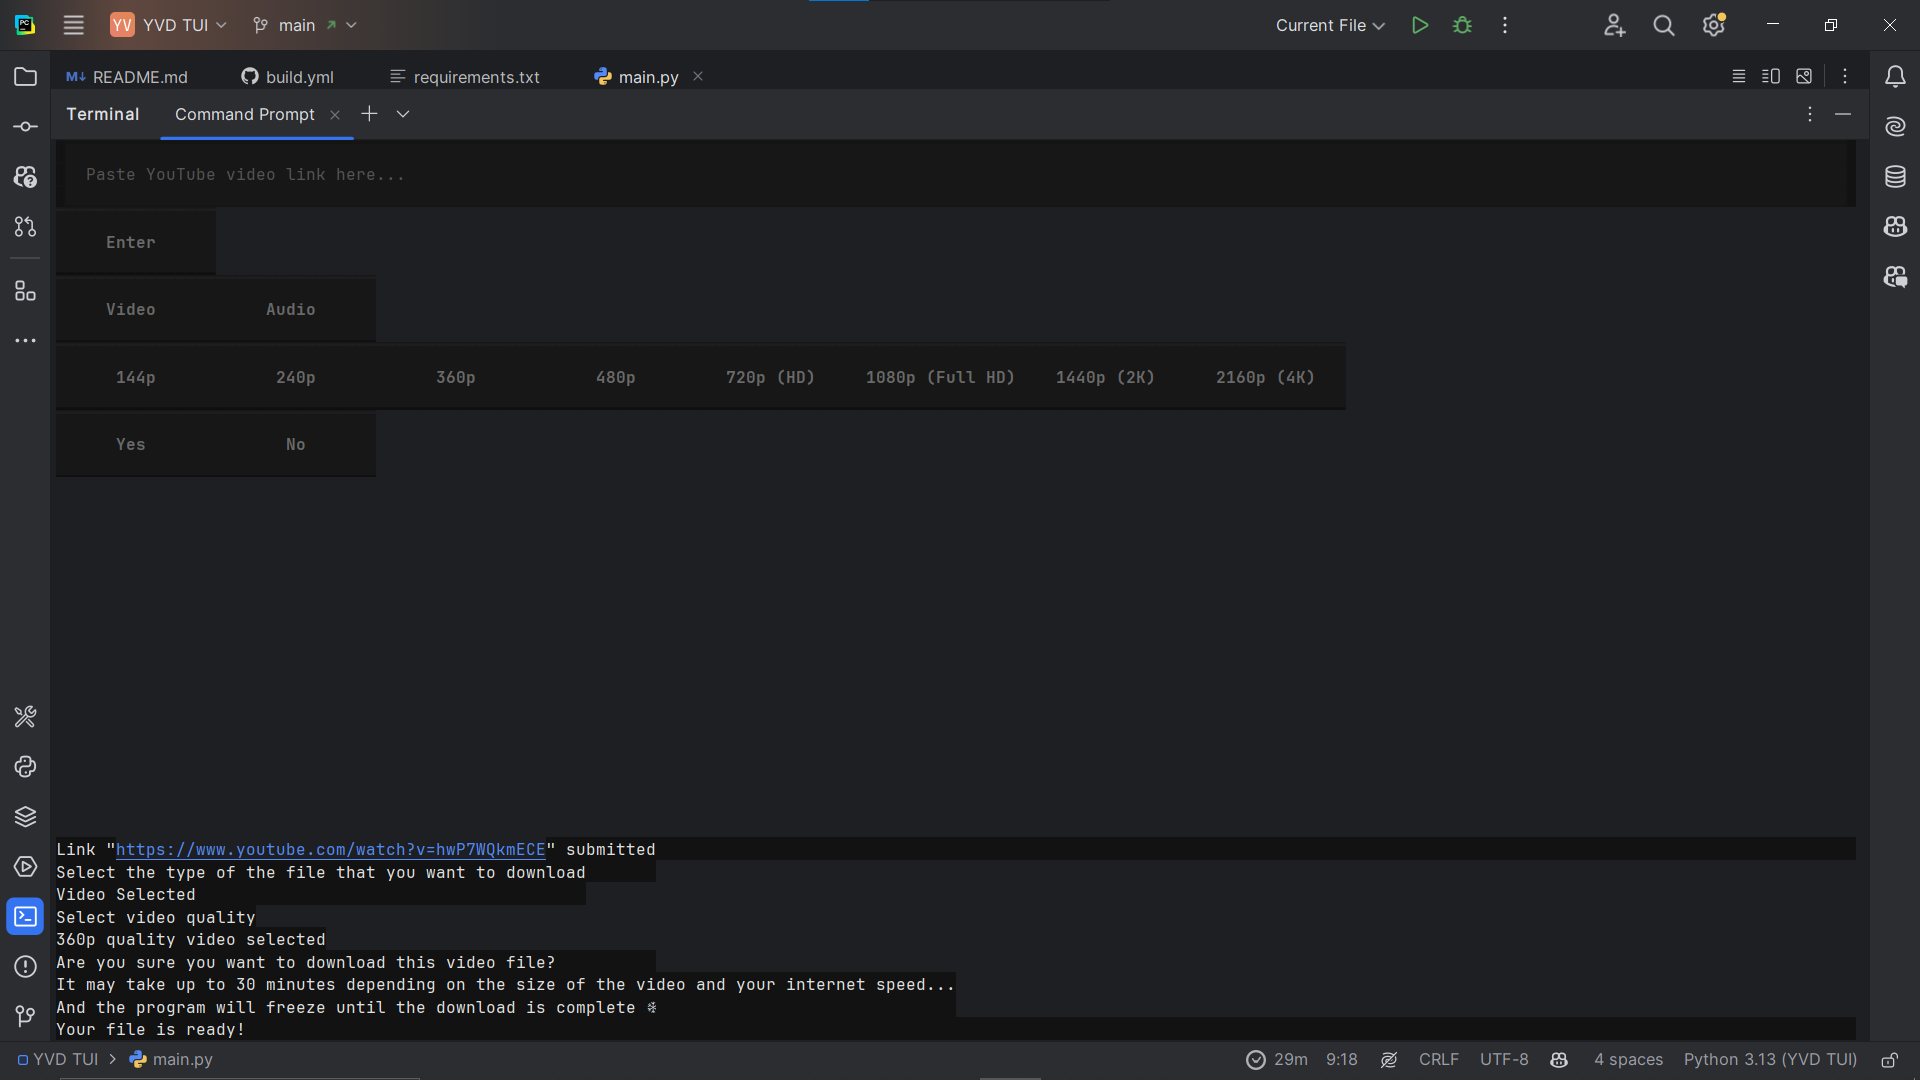 YV YVD TUI main Current File
README.md build.yml requirements.txt main.py
Terminal Command Prompt
Paste YouTube video link here...
Enter
Video Audio
144p 240p 360p 480p 720p (HD) 1080p (Full HD) 1440p (2K) 2160p (4K)
Yes No
Link "https://www.youtube.com/watch?v=hwP7WQkmECE" submitted
Select the type of the file that you want to download
Video Selected
Select video quality
360p quality video selected
Are you sure you want to download this video file?
It may take up to 30 minutes depending on the size of the video and your internet speed...
And the program will freeze until the download is complete ❄
Your file is ready!
YVD TUI > main.py 29m 9:18 CRLF UTF-8 4 spaces Python 3.13 (YVD TUI)